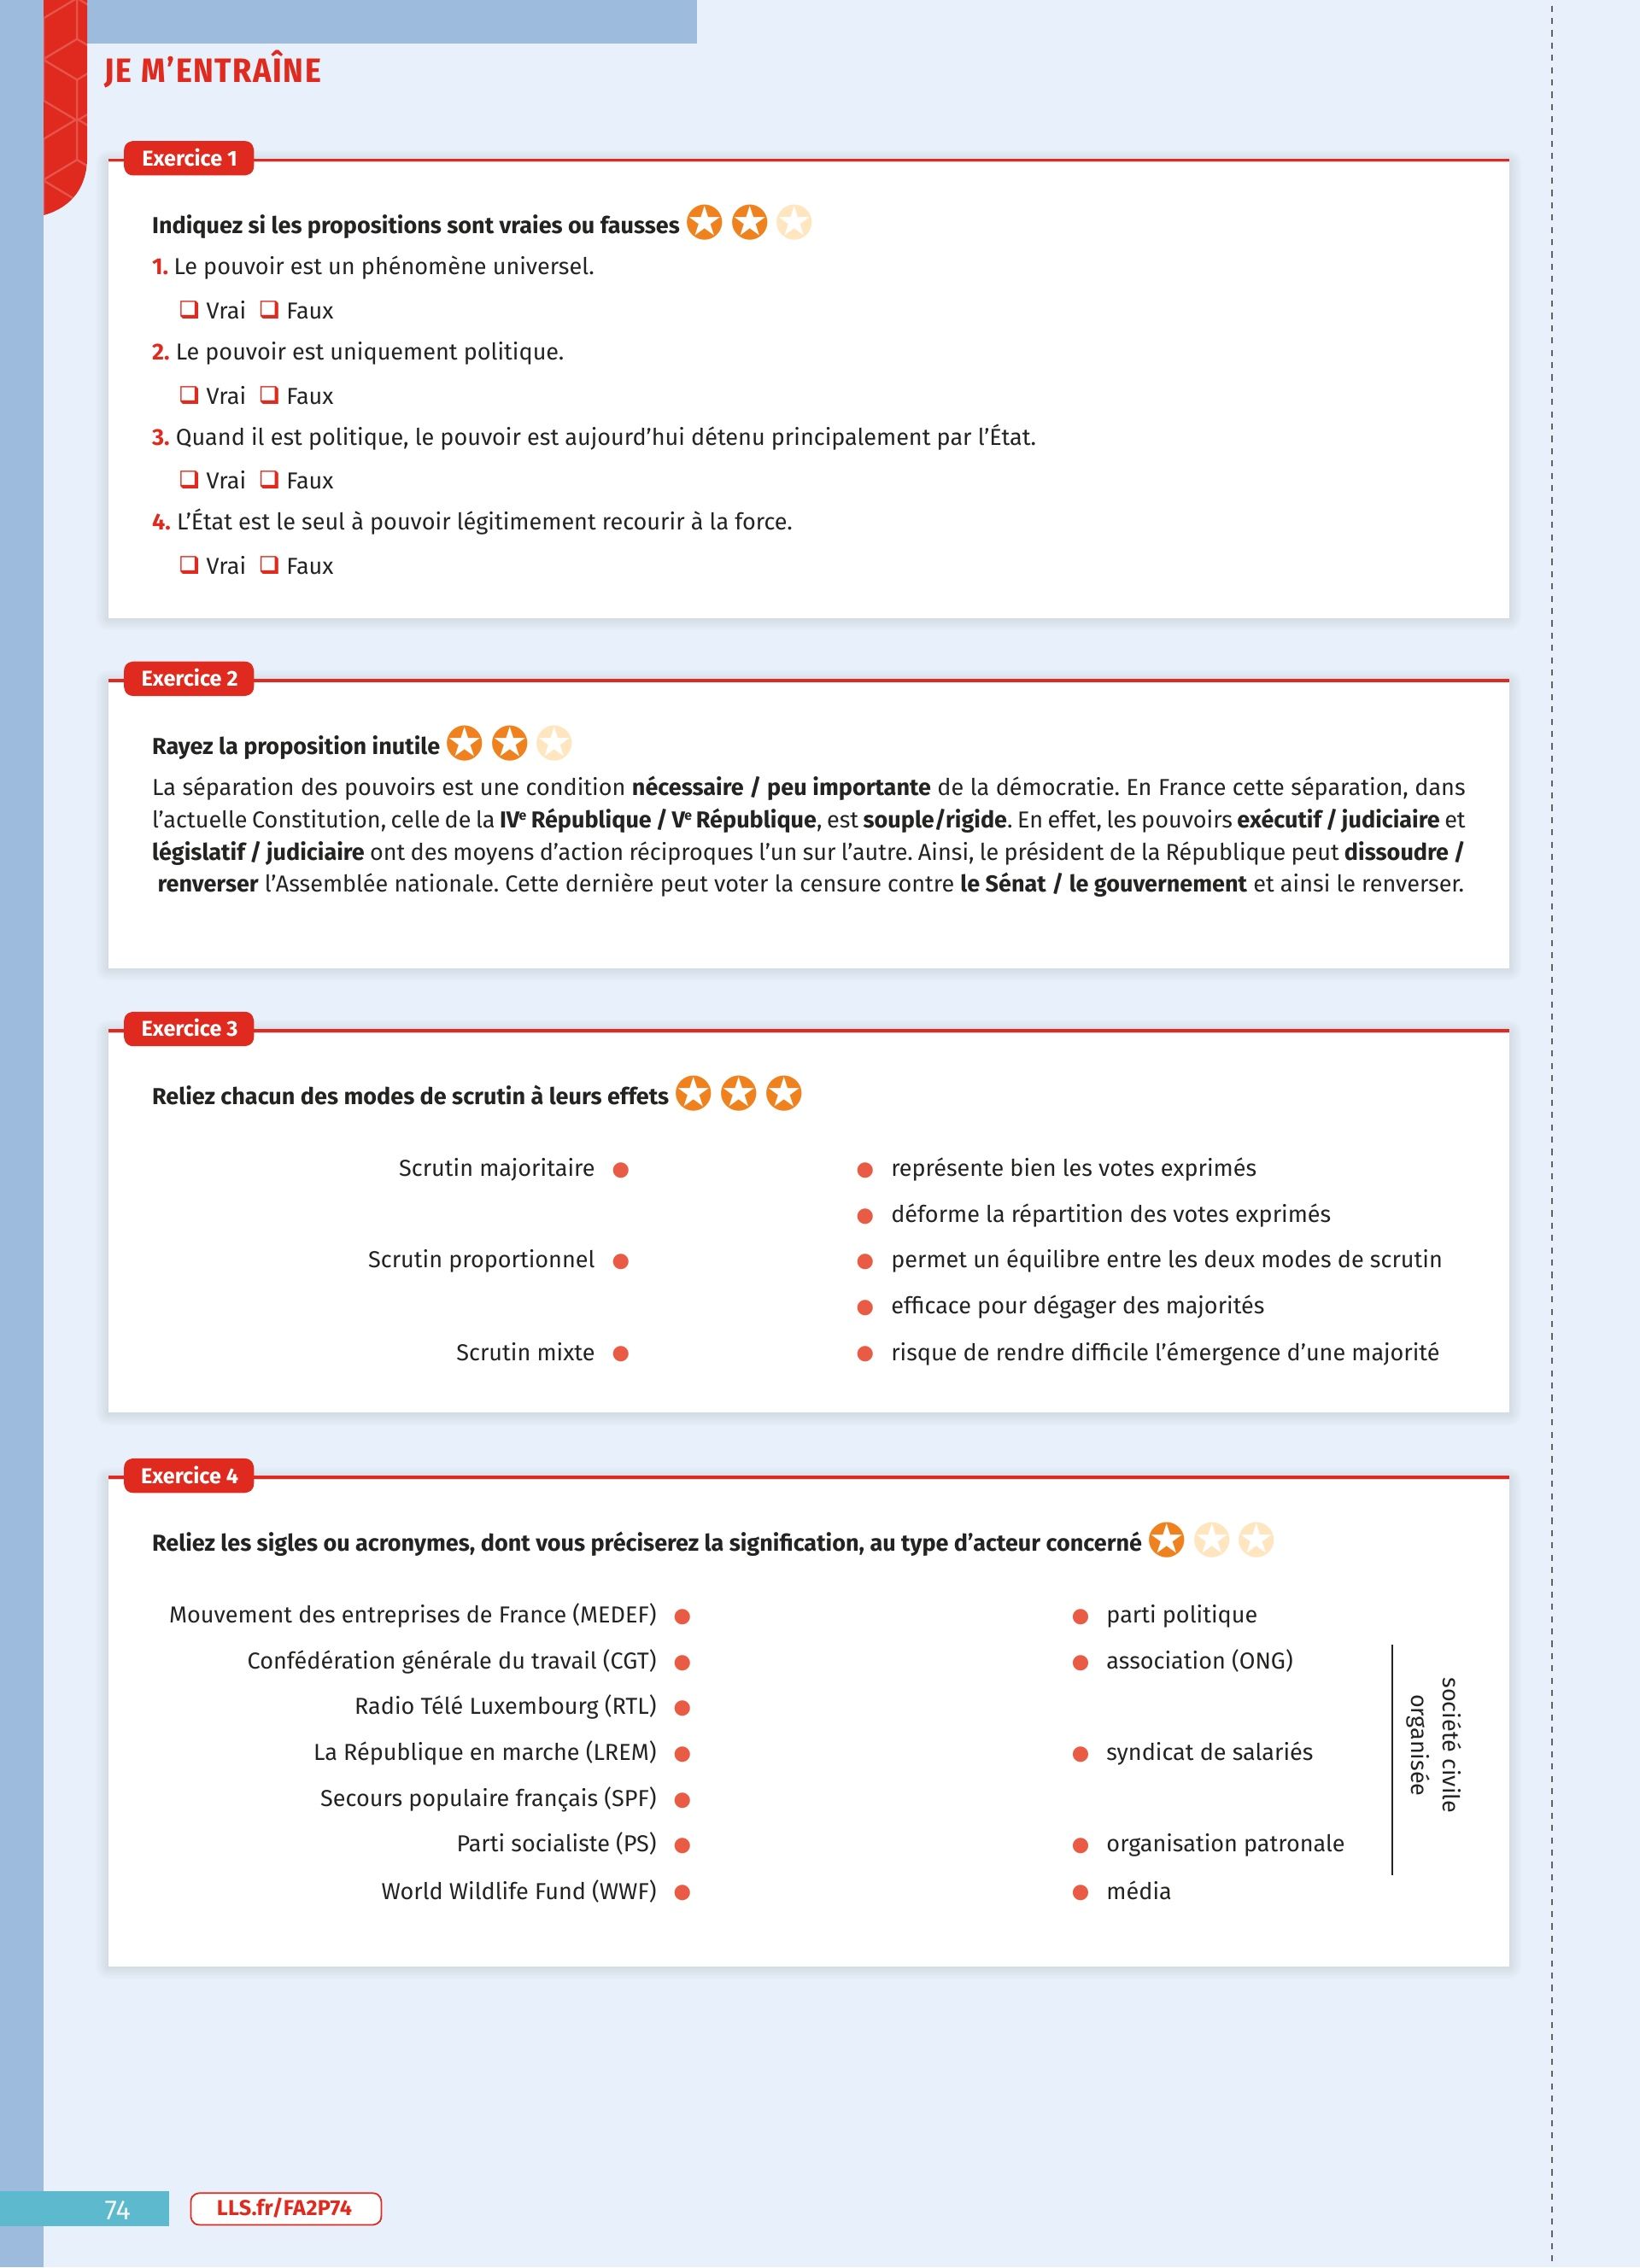 JE M’ENTRAÎNE
Exercice 1
Indiquez si les propositions sont vraies ou fausses
1. Le pouvoir est un phénomène universel.
❑ Vrai ❑ Faux
2. Le pouvoir est uniquement politique.
❑ Vrai ❑ Faux
3. Quand il est politique, le pouvoir est aujourd’hui détenu principalement par l’État.
❑ Vrai ❑ Faux
4. L’État est le seul à pouvoir légitimement recourir à la force.
❑ Vrai ❑ Faux
Exercice 2
Rayez la proposition inutile
La séparation des pouvoirs est une condition nécessaire / peu importante de la démocratie. En France cette séparation, dans
l’actuelle Constitution, celle de la IVe République / Ve République, est souple/rigide. En effet, les pouvoirs exécutif / judiciaire et
législatif / judiciaire ont des moyens d’action réciproques l’un sur l’autre. Ainsi, le président de la République peut dissoudre /
renverser l’Assemblée nationale. Cette dernière peut voter la censure contre le Sénat / le gouvernement et ainsi le renverser.
Exercice 3
Reliez chacun des modes de scrutin à leurs effets
Scrutin majoritaire ● ● représente bien les votes exprimés
● déforme la répartition des votes exprimés
Scrutin proportionnel ● ● permet un équilibre entre les deux modes de scrutin
● efficace pour dégager des majorités
Scrutin mixte ● ● risque de rendre difficile l’émergence d’une majorité
Exercice 4
Reliez les sigles ou acronymes, dont vous préciserez la signification, au type d’acteur concerné
Mouvement des entreprises de France (MEDEF) ● ● parti politique
Confédération générale du travail (CGT) ● ● association (ONG)
Radio Télé Luxembourg (RTL) ●
La République en marche (LREM) ● ● syndicat de salariés
Secours populaire français (SPF) ●
Parti socialiste (PS) ● ● organisation patronale
World Wildlife Fund (WWF) ● ● média
société civile
organisée
74
LLS.fr/FA2P74